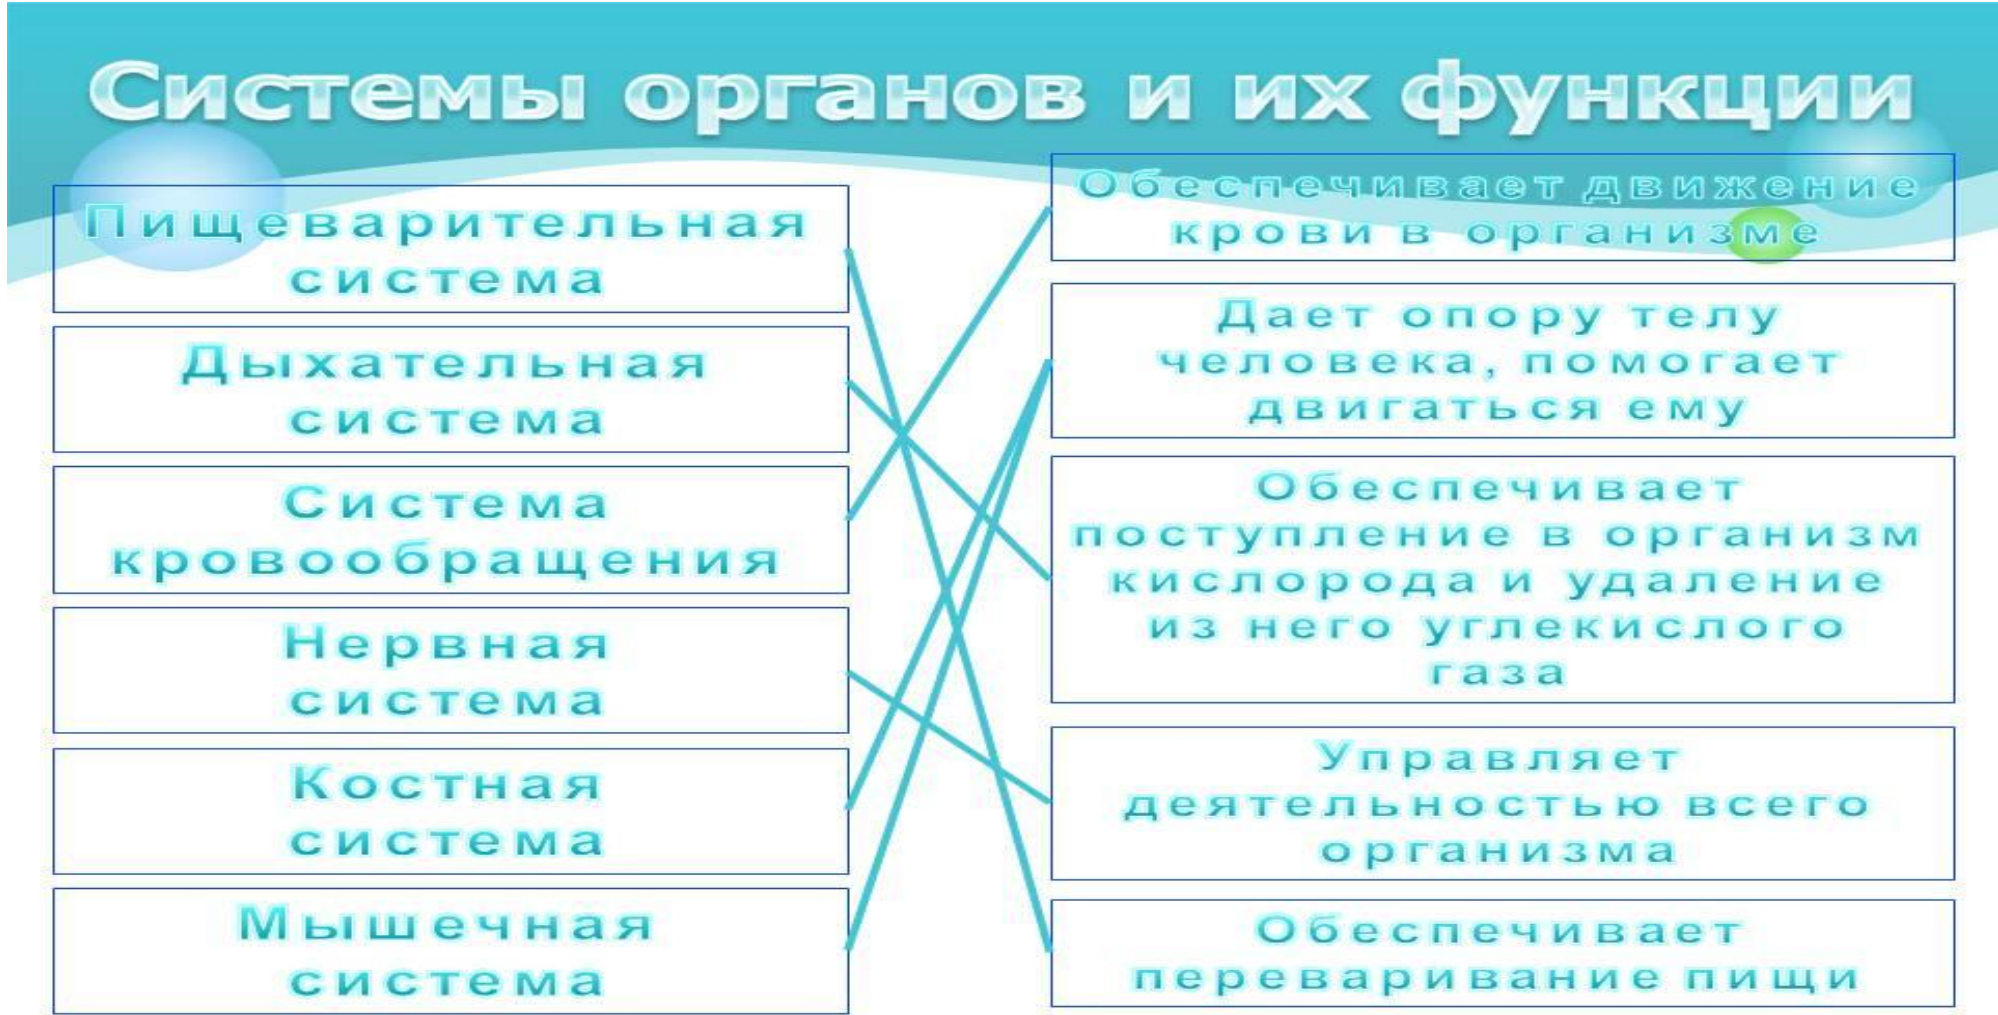 Системы органов и их функции
Пищеварительная
система
Дыхательная
система
Система
кровообращения
Нервная
система
Костная
система
Мышечная
система
Обеспечивает движение
крови в организме
Дает опору телу
человека, помогает
двигаться ему
Обеспечивает
поступление в организм
кислорода и удаление
из него углекислого
газа
Управляет
деятельностью всего
организма
Обеспечивает
переваривание пищи